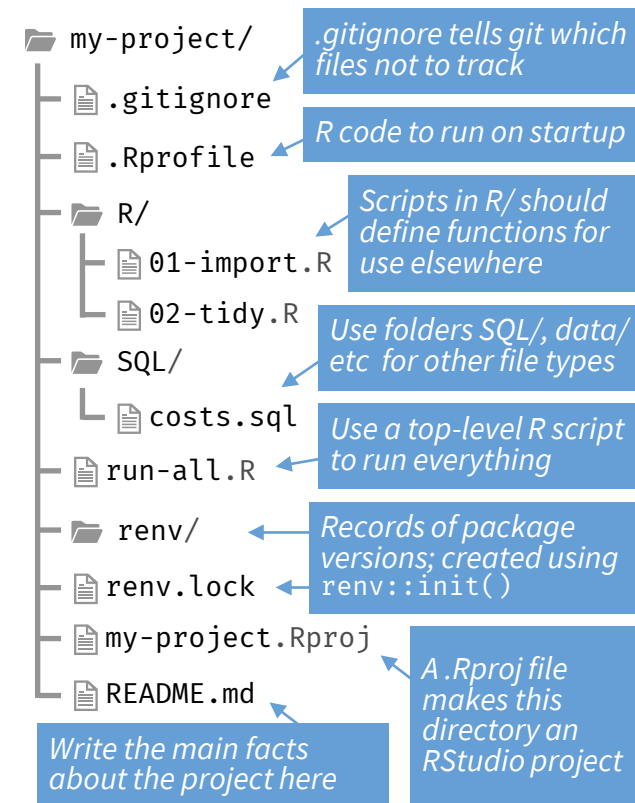 my-project/
.gitignore tells git which
files not to track
.gitignore
R code to run on startup
.Rprofile
R/
Scripts in R/ should
define functions for
use elsewhere
01-import.R
02-tidy.R
Use folders SQL/, data/
etc for other file types
SQL/
costs.sql
Use a top-level R script
to run everything
run-all.R
renv/
Records of package
versions; created using
renv::init()
renv.lock
my-project.Rproj
A .Rproj file
makes this
directory an
RStudio project
README.md
Write the main facts
about the project here